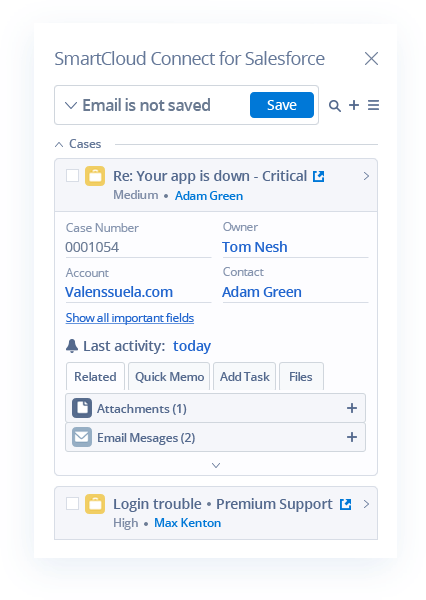 SmartCloud Connect for Salesforce
Email is not saved Save
Cases
Re: Your app is down - Critical
Medium • Adam Green
Case Number Owner
0001054 Tom Nesh
Account Contact
Valenssuela.com Adam Green
Show all important fields
Last activity: today
Related Quick Memo Add Task Files
Attachments (1)
Email Mesages (2)
Login trouble • Premium Support
High • Max Kenton